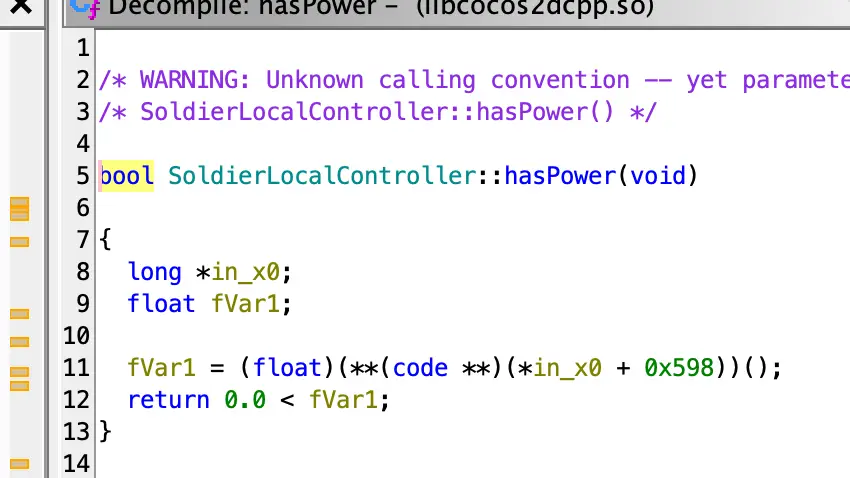 Decompile: hasPower - (libcocos2dcpp.so)
1
2 /* WARNING: Unknown calling convention -- yet paramete
3 /* SoldierLocalController::hasPower() */
4
5 bool SoldierLocalController::hasPower(void)
6
7 {
8   long *in_x0;
9   float fVar1;
10
11   fVar1 = (float)(**(code **)(*in_x0 + 0x598))();
12   return 0.0 < fVar1;
13 }
14